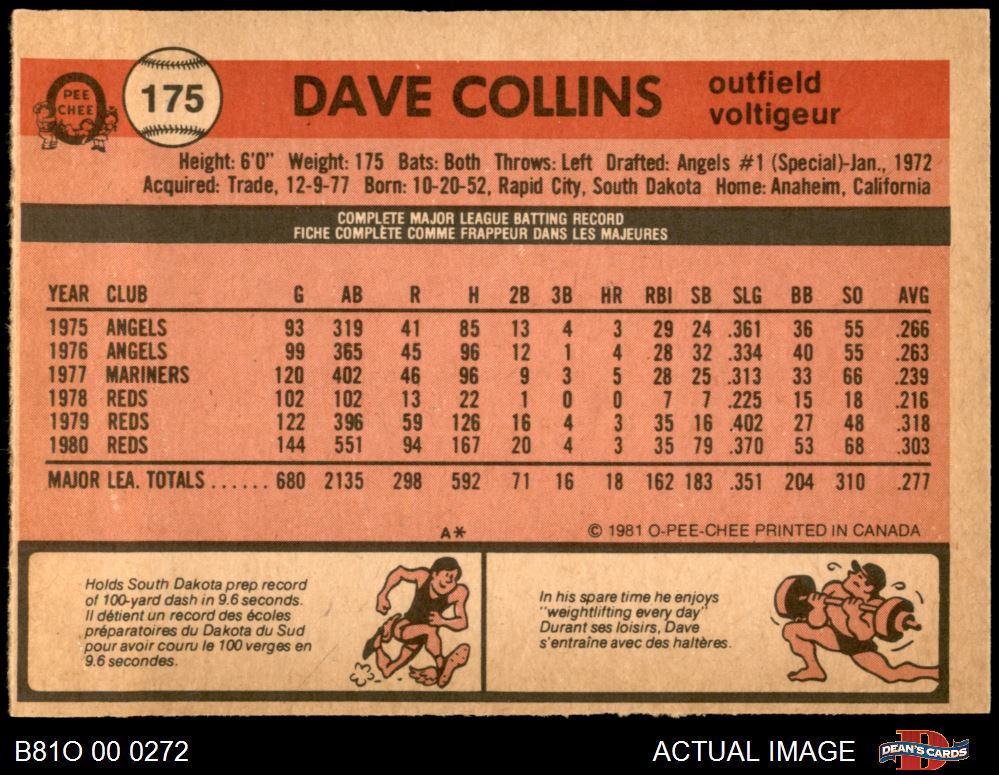 PEE
CHEE
175
DAVE COLLINS
outfield
voltigeur
Height: 6'0" Weight: 175 Bats: Both Throws: Left Drafted: Angels #1 (Special)-Jan., 1972
Acquired: Trade, 12-9-77 Born: 10-20-52, Rapid City, South Dakota Home: Anaheim, California
COMPLETE MAJOR LEAGUE BATTING RECORD
FICHE COMPLÈTE COMME FRAPPEUR DANS LES MAJEURES
YEAR CLUB G AB R H 2B 3B HR RBI SB SLG BB SO AVG
1975 ANGELS 93 319 41 85 13 4 3 29 24 .361 36 55 .266
1976 ANGELS 99 365 45 96 12 1 4 28 32 .334 40 55 .263
1977 MARINERS 120 402 46 96 9 3 5 28 25 .313 33 66 .239
1978 REDS 102 102 13 22 1 0 0 7 7 .225 15 18 .216
1979 REDS 122 396 59 126 16 4 3 35 16 .402 27 48 .318
1980 REDS 144 551 94 167 20 4 3 35 79 .370 53 68 .303
MAJOR LEA. TOTALS ...... 680 2135 298 592 71 16 18 162 183 .351 204 310 .277
A* © 1981 O-PEE-CHEE PRINTED IN CANADA
Holds South Dakota prep record
of 100-yard dash in 9.6 seconds.
Il détient un record des écoles
préparatoires du Dakota du Sud
pour avoir couru le 100 verges en
9.6 secondes.
In his spare time he enjoys
"weightlifting every day"
Durant ses loisirs, Dave
s'entraîne avec des haltères.
B81O 00 0272
ACTUAL IMAGE
DEAN'S CARDS